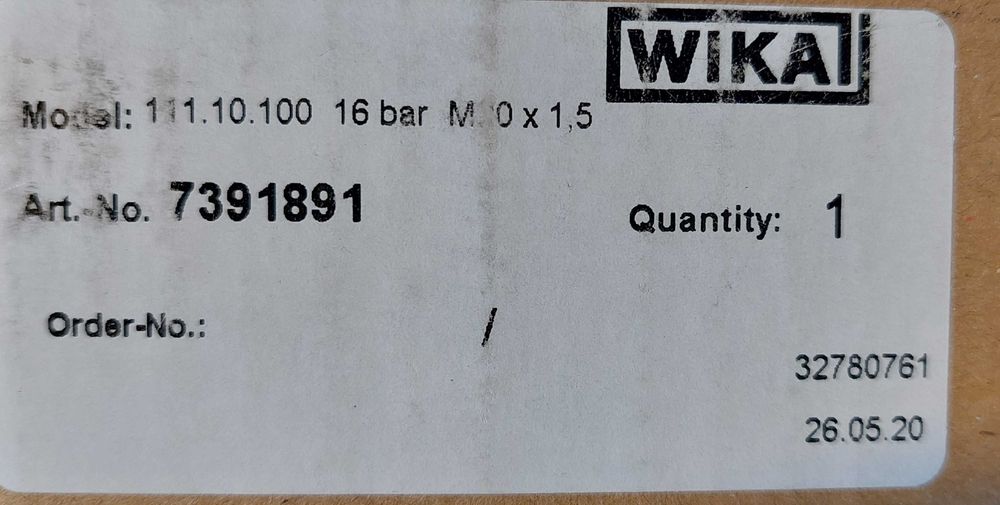 WIKA
Model: 111.10.100 16 bar x 1,5
Art.-No. 7391891
Quantity: 1
Order-No.: /
32780761
26.05.20